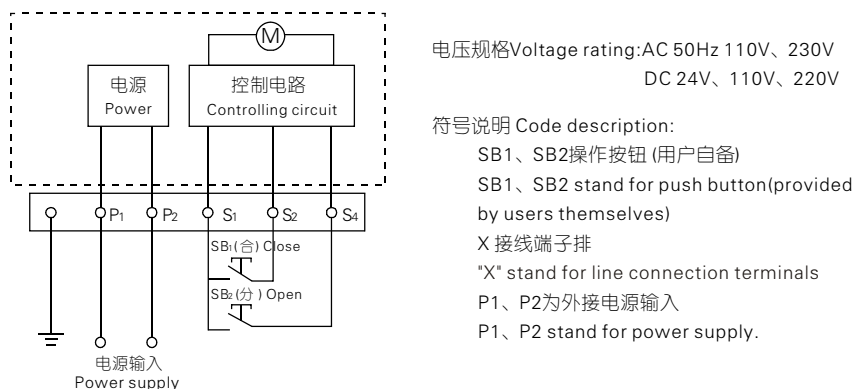 M
电源
Power
控制电路
Controlling circuit
P1
P2
S1
S2
S4
SB1(合) Close
SB2(分 ) Open
电源输入
Power supply
电压规格Voltage rating:AC 50Hz 110V、230V
DC 24V、110V、220V
符号说明 Code description:
SB1、SB2操作按钮 (用户自备)
SB1、SB2 stand for push button(provided
by users themselves)
X 接线端子排
"X" stand for line connection terminals
P1、P2为外接电源输入
P1、P2 stand for power supply.